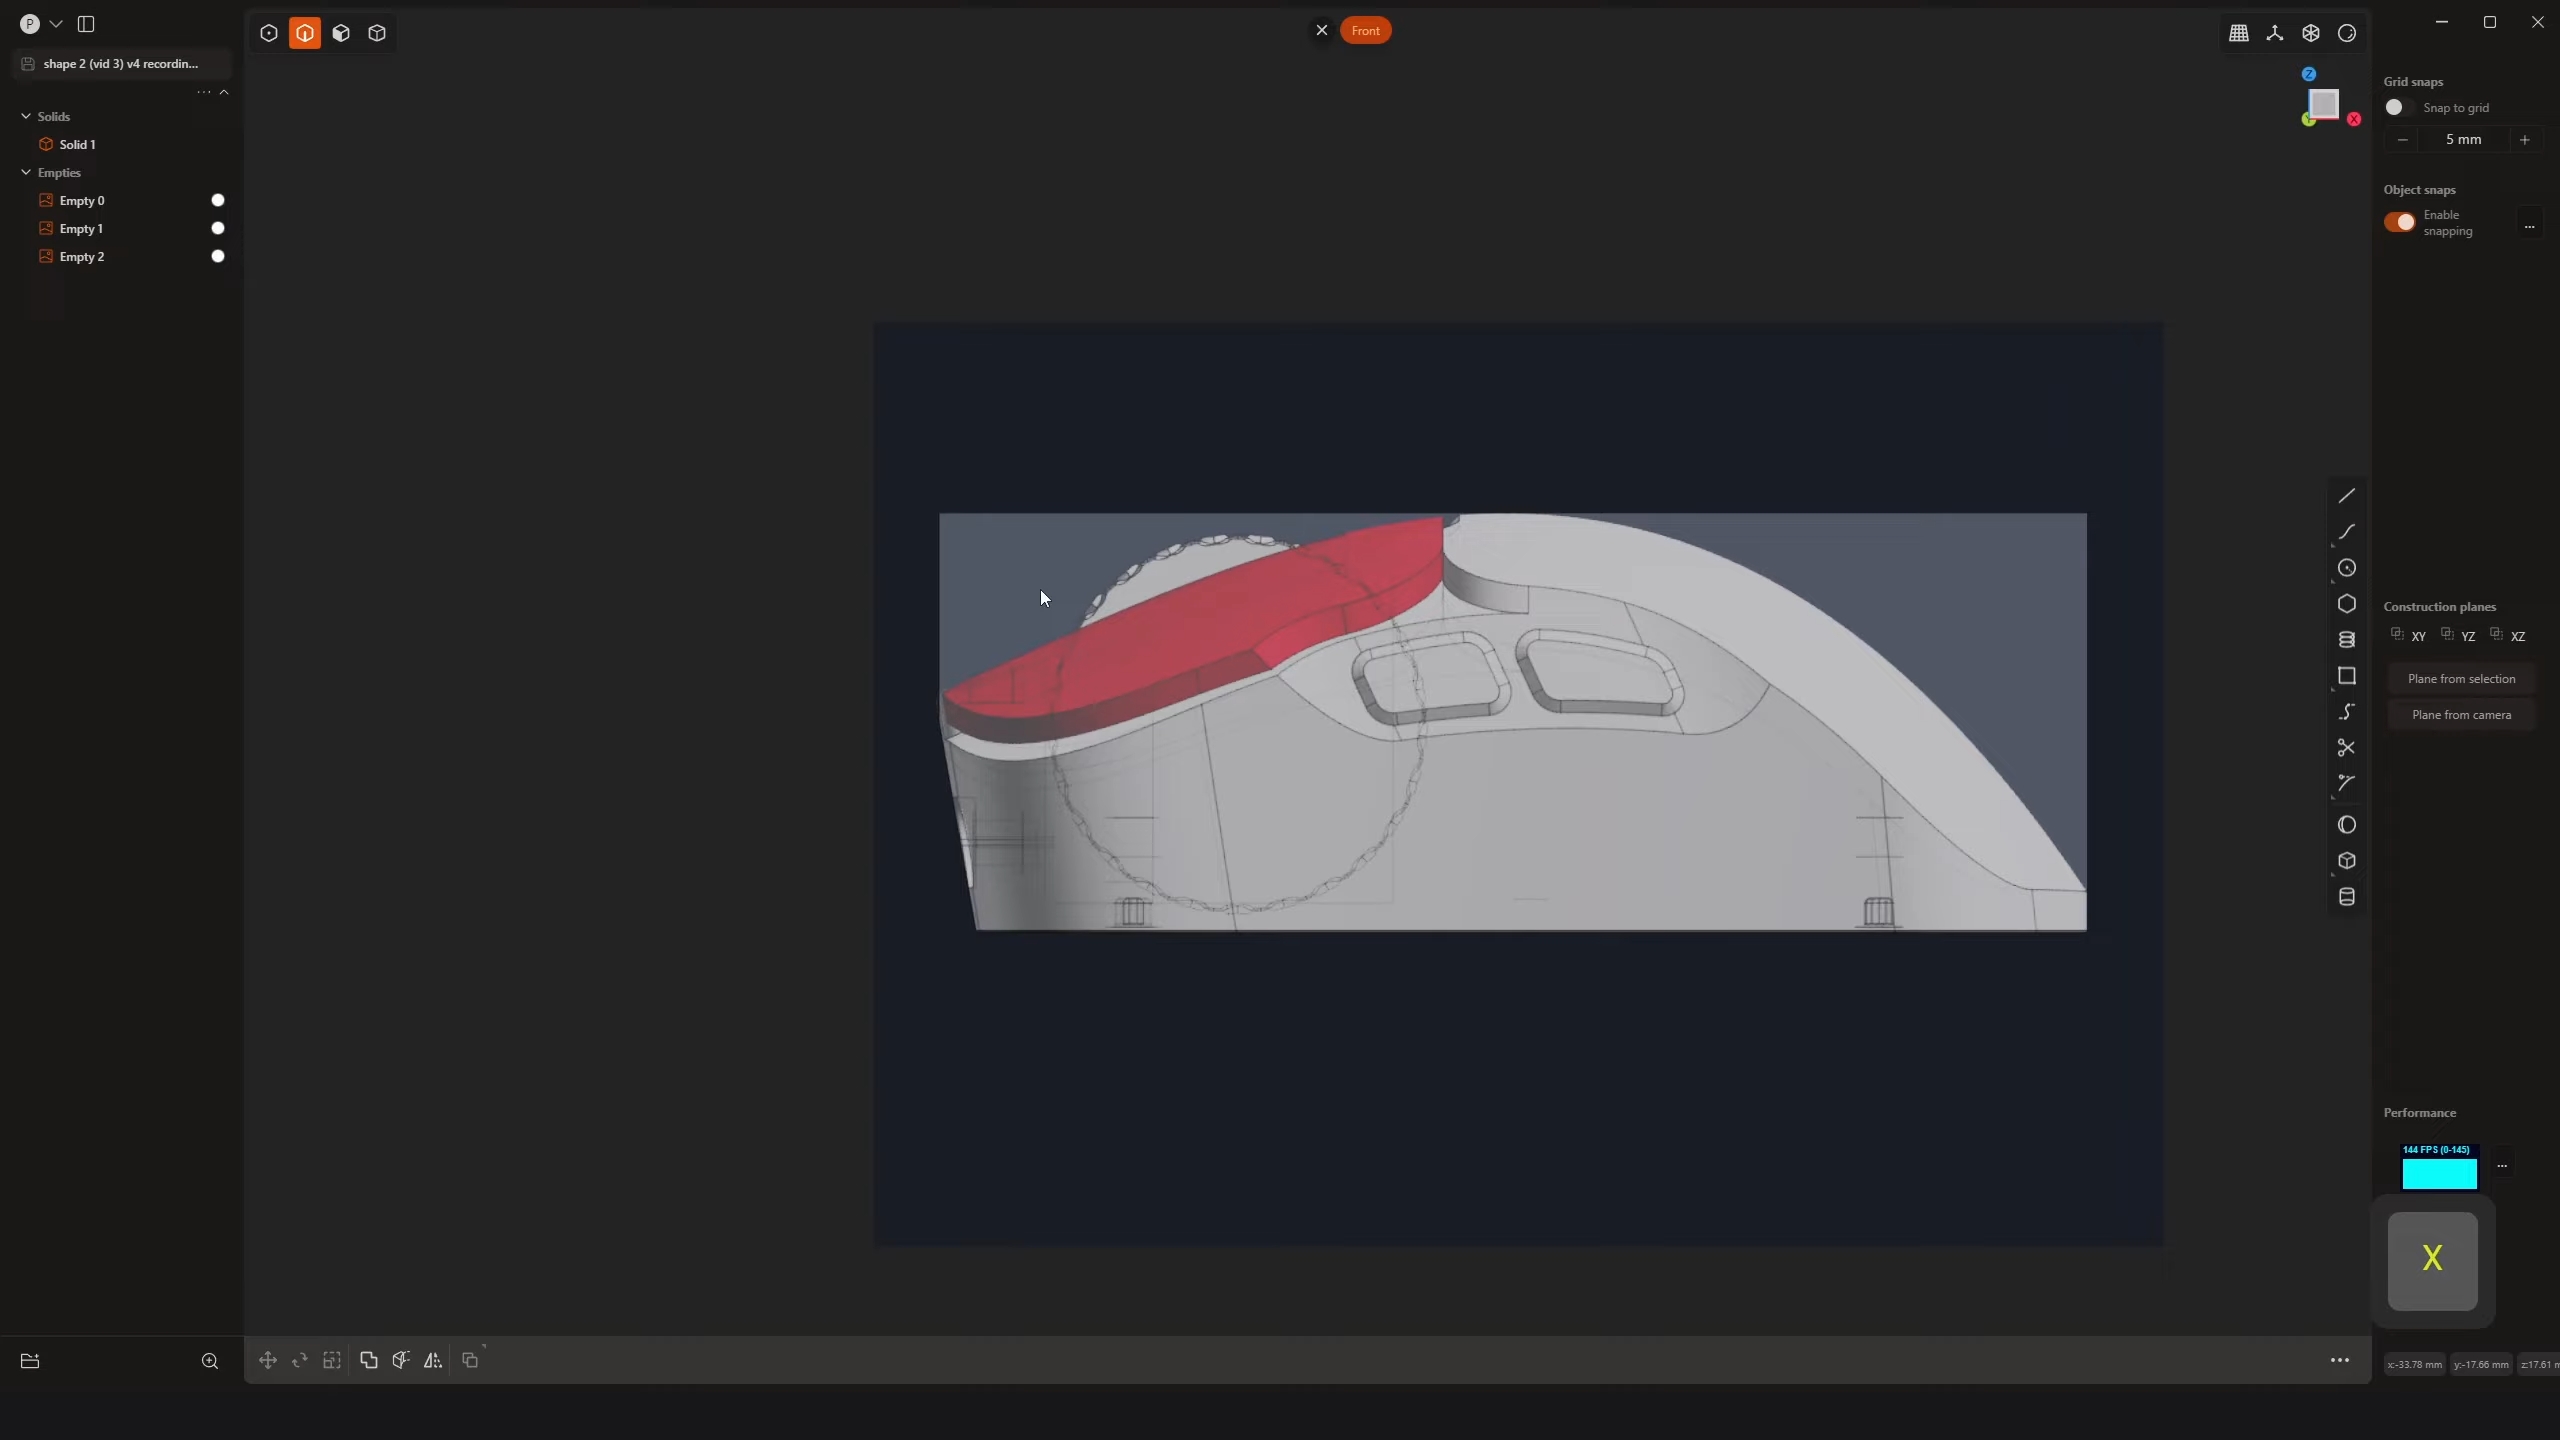 P
shape 2 (vid 3) v4 recordin...
Solids
Solid 1
Empties
Empty 0
Empty 1
Empty 2
Front
Z
Y
X
Grid snaps
Snap to grid
5 mm
Object snaps
Enable
snapping
Construction planes
XY YZ XZ
Plane from selection
Plane from camera
Performance
144 FPS (0-145)
X
x:-33.78 mm y:-17.66 mm z:17.61 m